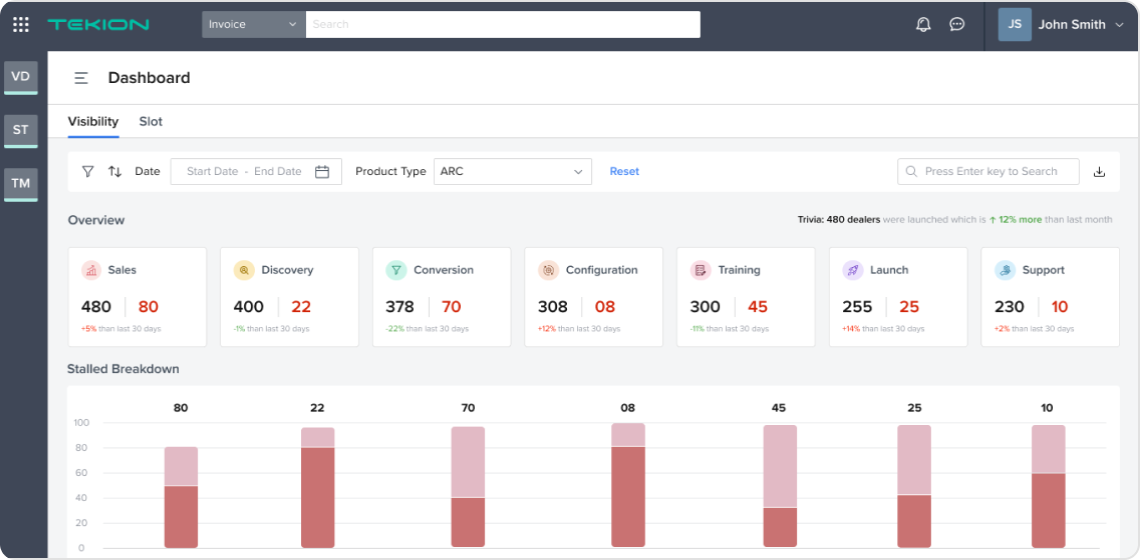 TEKION
Invoice
Search
JS
John Smith
VD
ST
TM
Dashboard
Visibility
Slot
Date
Start Date - End Date
Product Type
ARC
Reset
Press Enter key to Search
Overview
Trivia: 480 dealers were launched which is ↑ 12% more than last month
Sales
480
80
+5% than last 30 days
Discovery
400
22
-1% than last 30 days
Conversion
378
70
-22% than last 30 days
Configuration
308
08
+12% than last 30 days
Training
300
45
-11% than last 30 days
Launch
255
25
+14% than last 30 days
Support
230
10
+2% than last 30 days
Stalled Breakdown
80
22
70
08
45
25
10
100
80
60
40
20
0